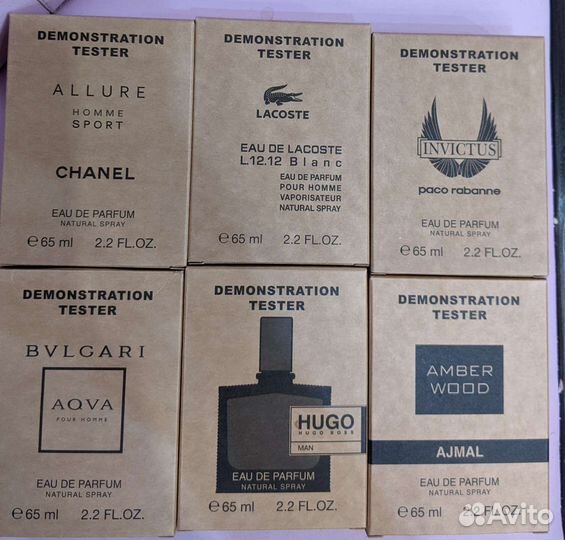 DEMONSTRATION
TESTER
ALLURE
HOMME
SPORT
CHANEL
EAU DE PARFUM
NATURAL SPRAY
e 65 ml 2.2 FL.OZ.
DEMONSTRATION
TESTER
LACOSTE
EAU DE LACOSTE
L.12.12 Blanc
EAU DE PARFUM
POUR HOMME
VAPORISATEUR
NATURAL SPRAY
e 65 ml 2.2 FL.OZ.
DEMONSTRATION
TESTER
INVICTUS
paco rabanne
EAU DE PARFUM
NATURAL SPRAY
e 65 ml 2.2 FL.OZ.
DEMONSTRATION
TESTER
BVLGARI
AQVA
POUR HOMME
EAU DE PARFUM
NATURAL SPRAY
e 65 ml 2.2 FL.OZ.
DEMONSTRATION
TESTER
HUGO
HUGO BOSS
MAN
EAU DE PARFUM
NATURAL SPRAY
e 65 ml 2.2 FL.OZ.
DEMONSTRATION
TESTER
AMBER
WOOD
AJMAL
EAU DE PARFUM
NATURAL SPRAY
e 65 ml 2.2 FL.OZ.
Avito